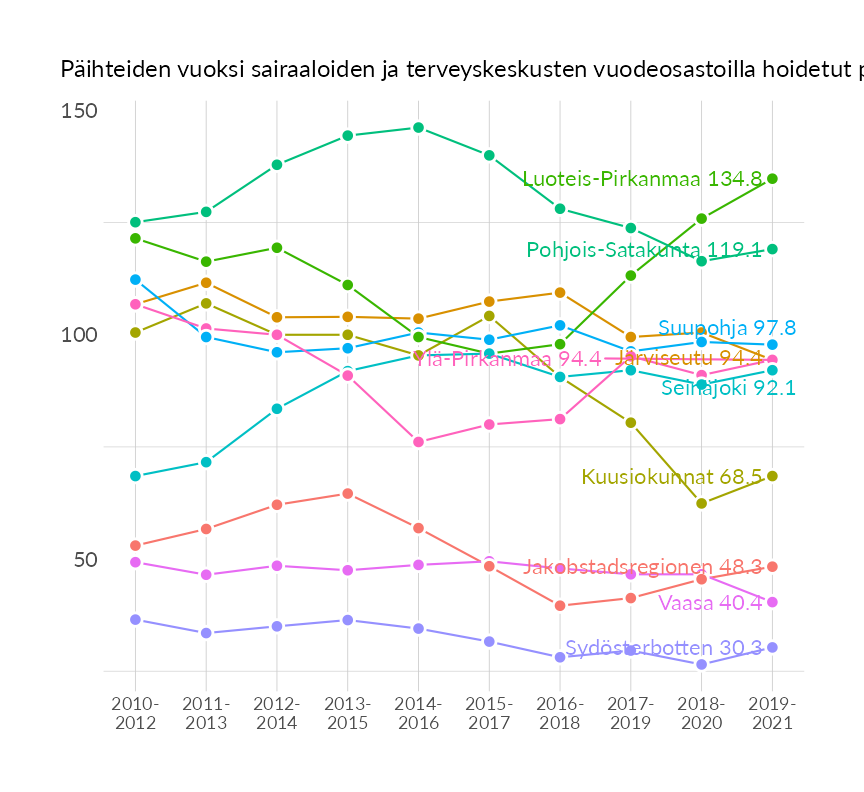 Päihteiden vuoksi sairaaloiden ja terveyskeskusten vuodeosastoilla hoidetut
150
Luoteis-Pirkanmaa 134.8
Pohjois-Satakunta 119.1
Suupohja 97.8
100
Ylä-Pirkanmaa 94.4
Järviseutu 94.4
Seinäjoki 92.1
Kuusiokunnat 68.5
50
Jakobstadsregionen 48.3
Vaasa 40.4
Sydösterbotten 30.3
2010- 2011- 2012- 2013- 2014- 2015- 2016- 2017- 2018- 2019-
2012 2013 2014 2015 2016 2017 2018 2019 2020 2021